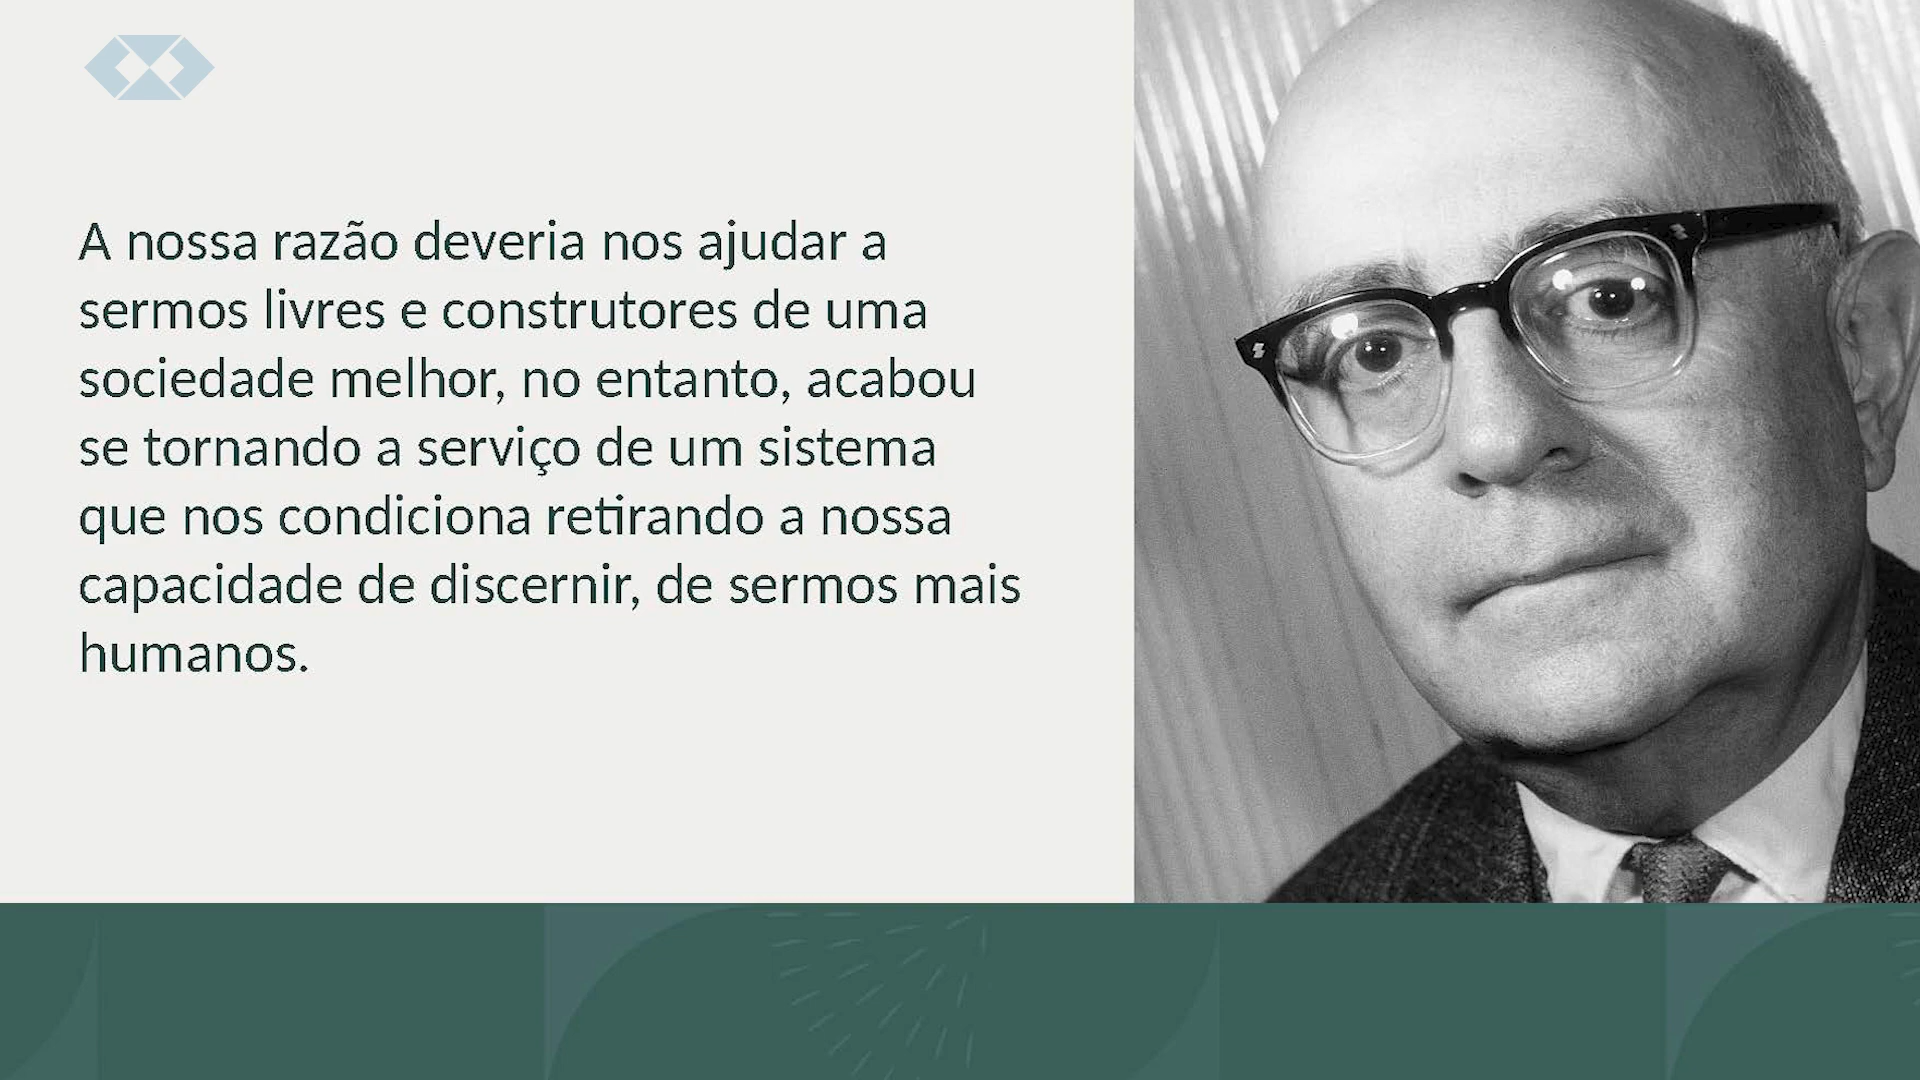 A nossa razão deveria nos ajudar a
sermos livres e construtores de uma
sociedade melhor, no entanto, acabou
se tornando a serviço de um sistema
que nos condiciona retirando a nossa
capacidade de discernir, de sermos mais
humanos.